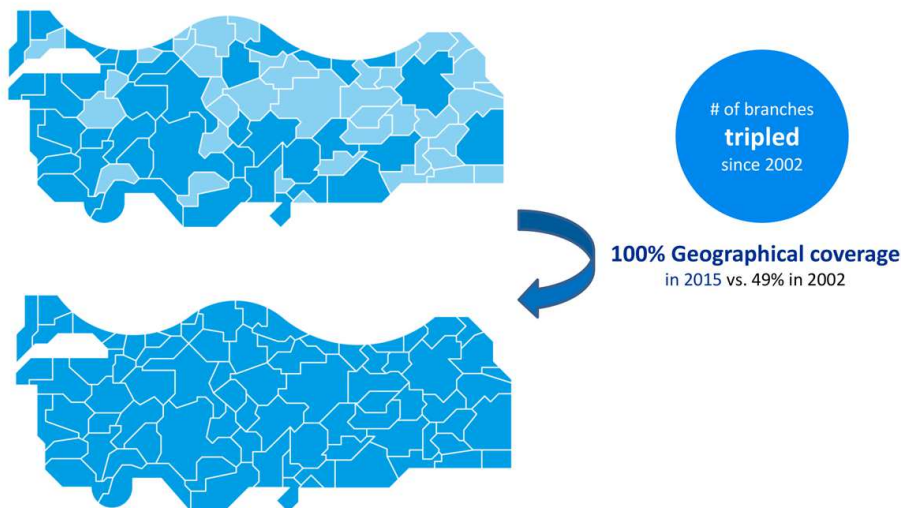 # of branches
tripled
since 2002
100% Geographical coverage
in 2015 vs. 49% in 2002